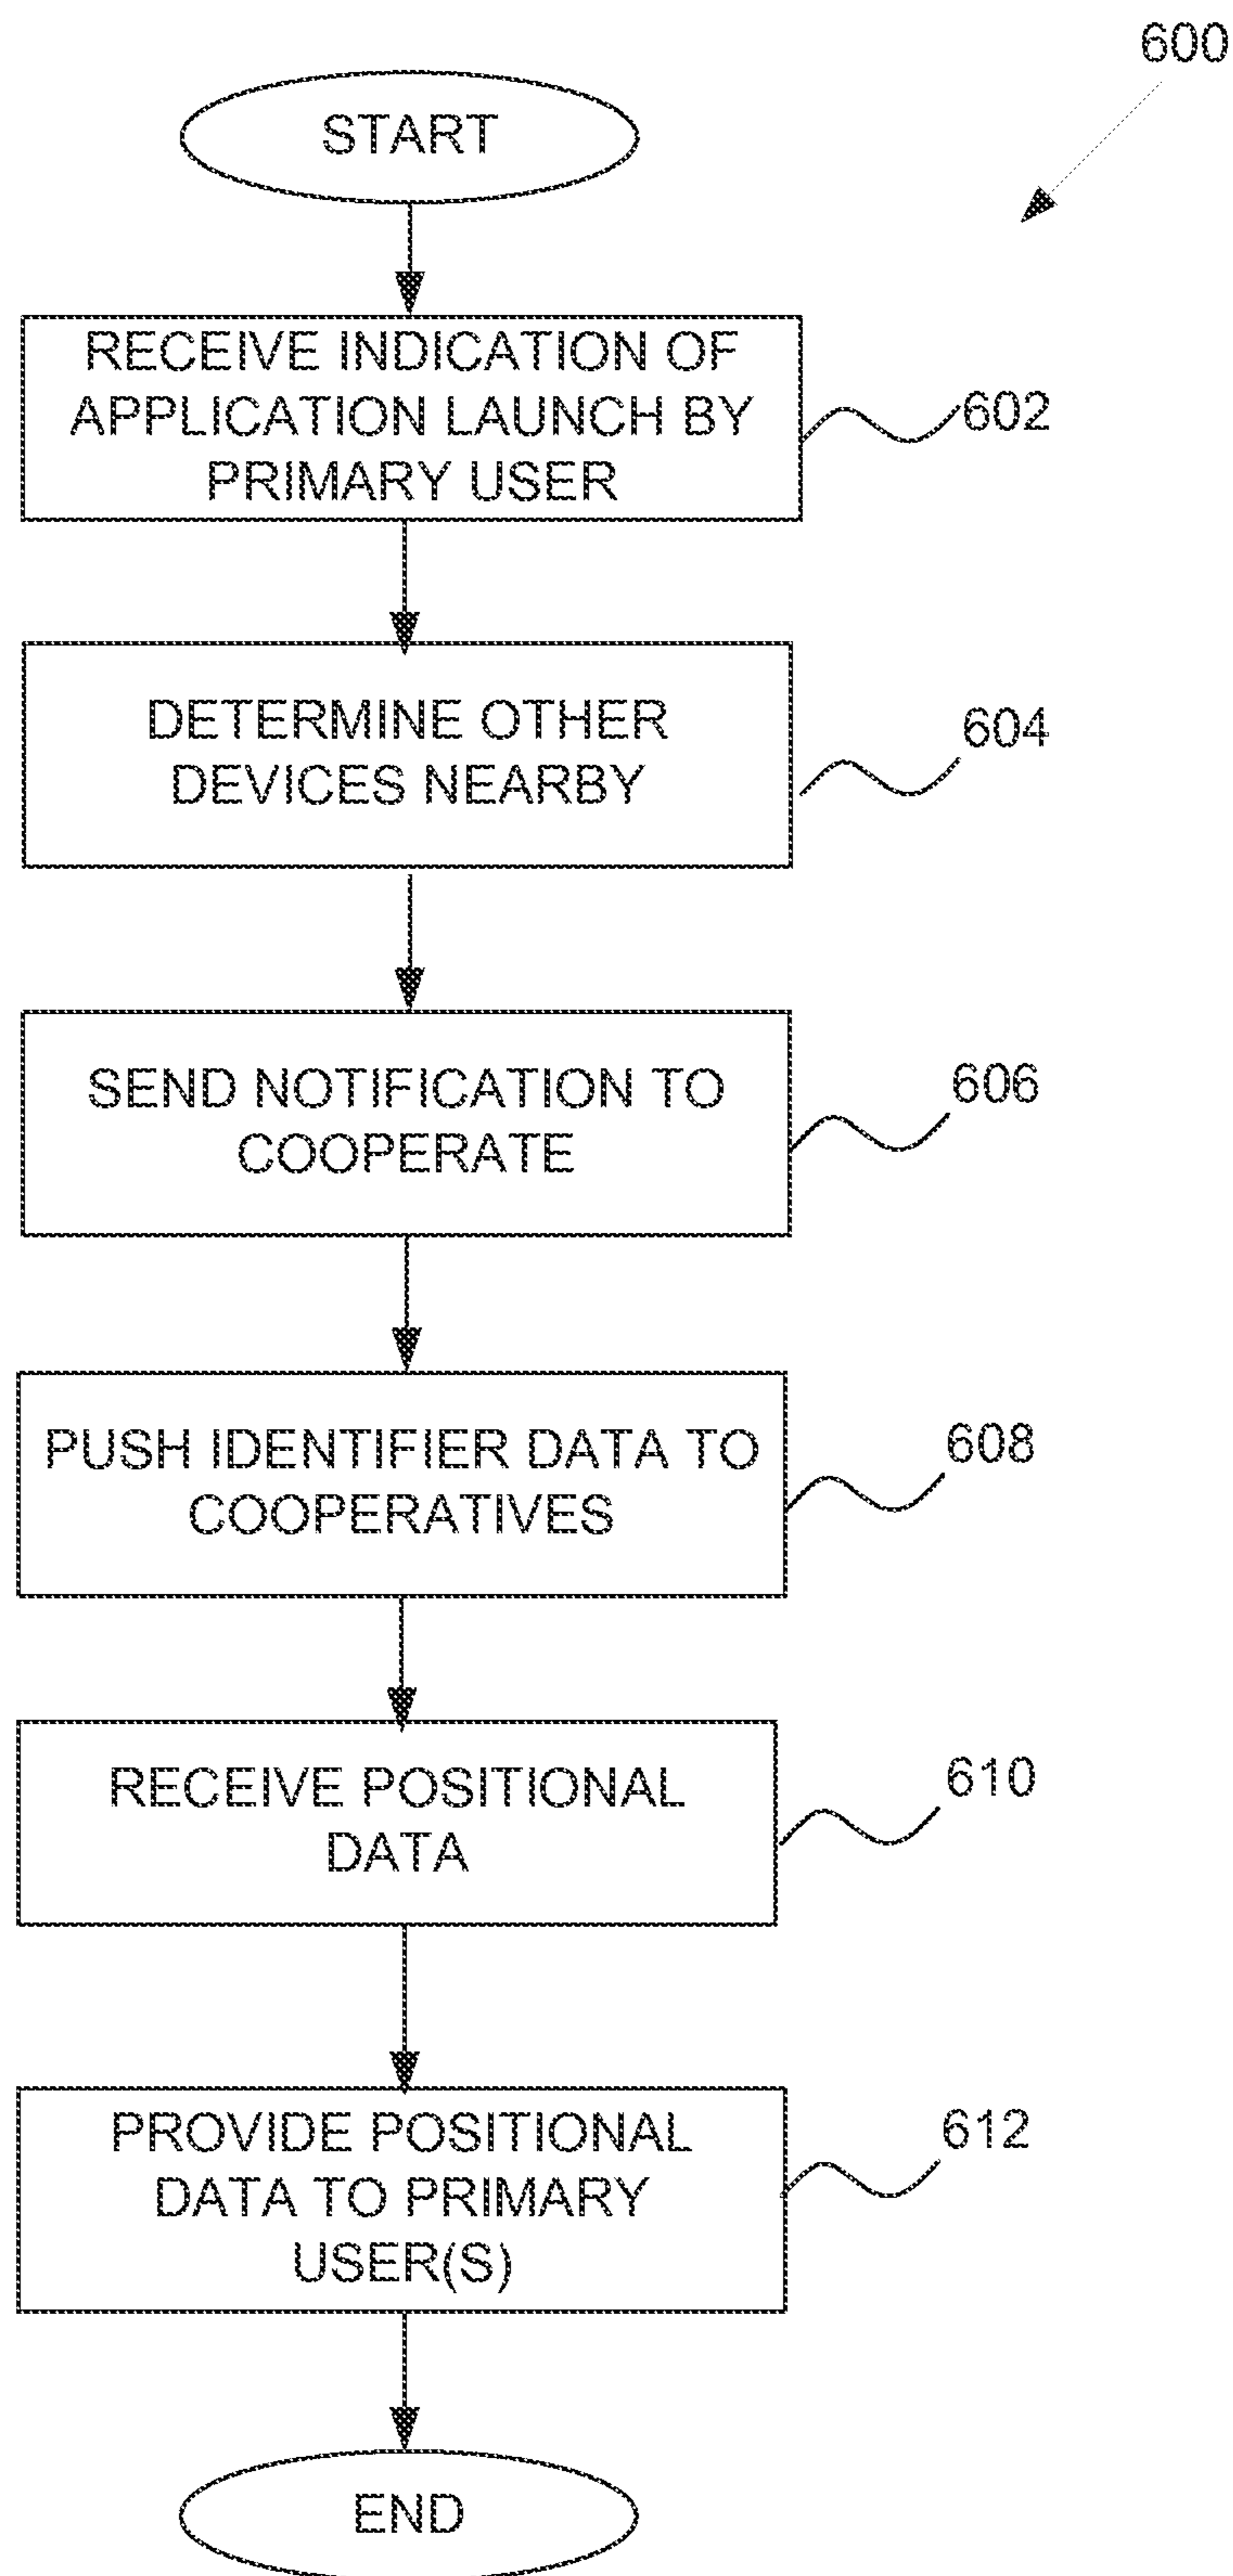 600
START
RECEIVE INDICATION OF
APPLICATION LAUNCH BY
PRIMARY USER
602
DETERMINE OTHER
DEVICES NEARBY
604
SEND NOTIFICATION TO
COOPERATE
606
PUSH IDENTIFIER DATA TO
COOPERATIVES
608
RECEIVE POSITIONAL
DATA
610
PROVIDE POSITIONAL
DATA TO PRIMARY
USER(S)
612
END